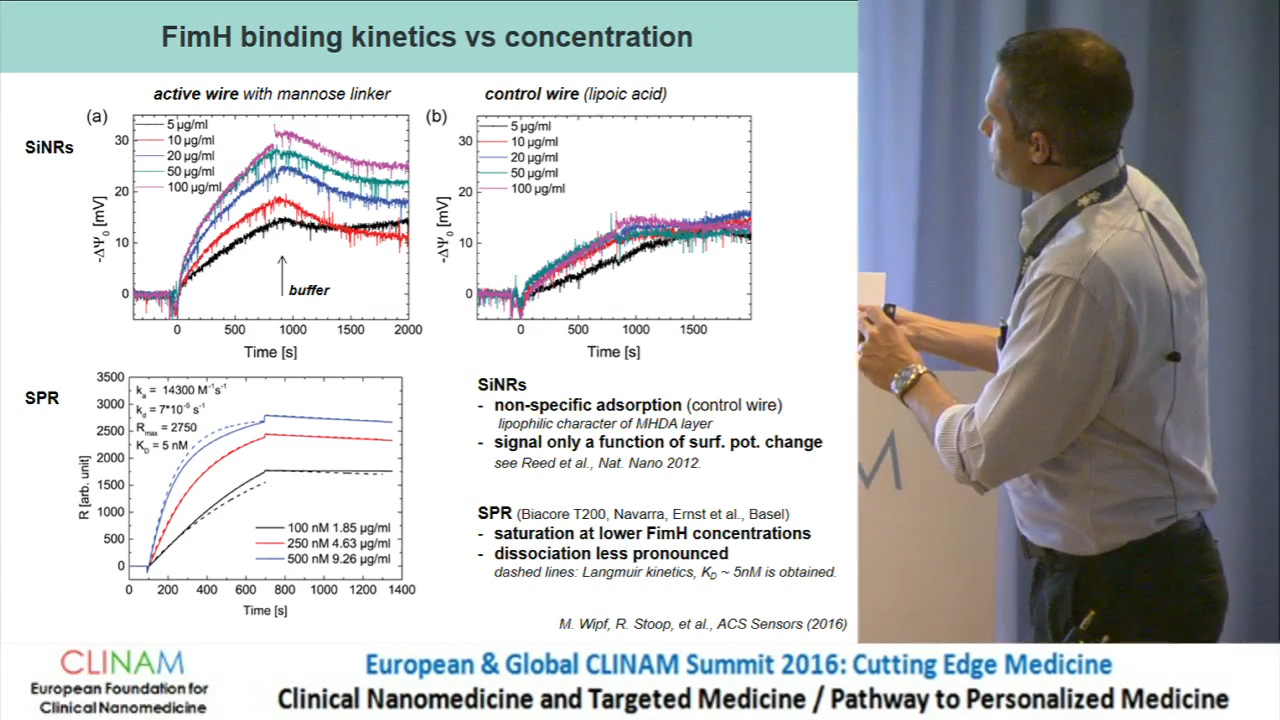 FimH binding kinetics vs concentration
active wire with mannose linker
control wire (lipoic acid)
SiNRs
(a)
5 µg/ml
10 µg/ml
20 µg/ml
50 µg/ml
100 µg/ml
30
20
10
0
-ΔΨ0 [mV]
buffer
0 500 1000 1500 2000
Time [s]
(b)
5 µg/ml
10 µg/ml
20 µg/ml
50 µg/ml
100 µg/ml
30
20
10
0
-ΔΨ0 [mV]
0 500 1000 1500
Time [s]
SPR
3500
3000
2500
2000
1500
1000
500
0
R [arb. unit]
ka = 14300 M⁻¹s⁻¹
kd = 7*10⁻⁵ s⁻¹
Rmax = 2750
KD = 5 nM
100 nM 1.85 µg/ml
250 nM 4.63 µg/ml
500 nM 9.26 µg/ml
0 200 400 600 800 1000 1200 1400
Time [s]
SiNRs
- non-specific adsorption (control wire)
lipophilic character of MHDA layer
- signal only a function of surf. pot. change
see Reed et al., Nat. Nano 2012.
SPR (Biacore T200, Navarra, Ernst et al., Basel)
- saturation at lower FimH concentrations
- dissociation less pronounced
dashed lines: Langmuir kinetics, KD ~ 5nM is obtained.
M. Wipf, R. Stoop, et al., ACS Sensors (2016)
CLINAM
European Foundation for
Clinical Nanomedicine
European & Global CLINAM Summit 2016: Cutting Edge Medicine
Clinical Nanomedicine and Targeted Medicine / Pathway to Personalized Medicine